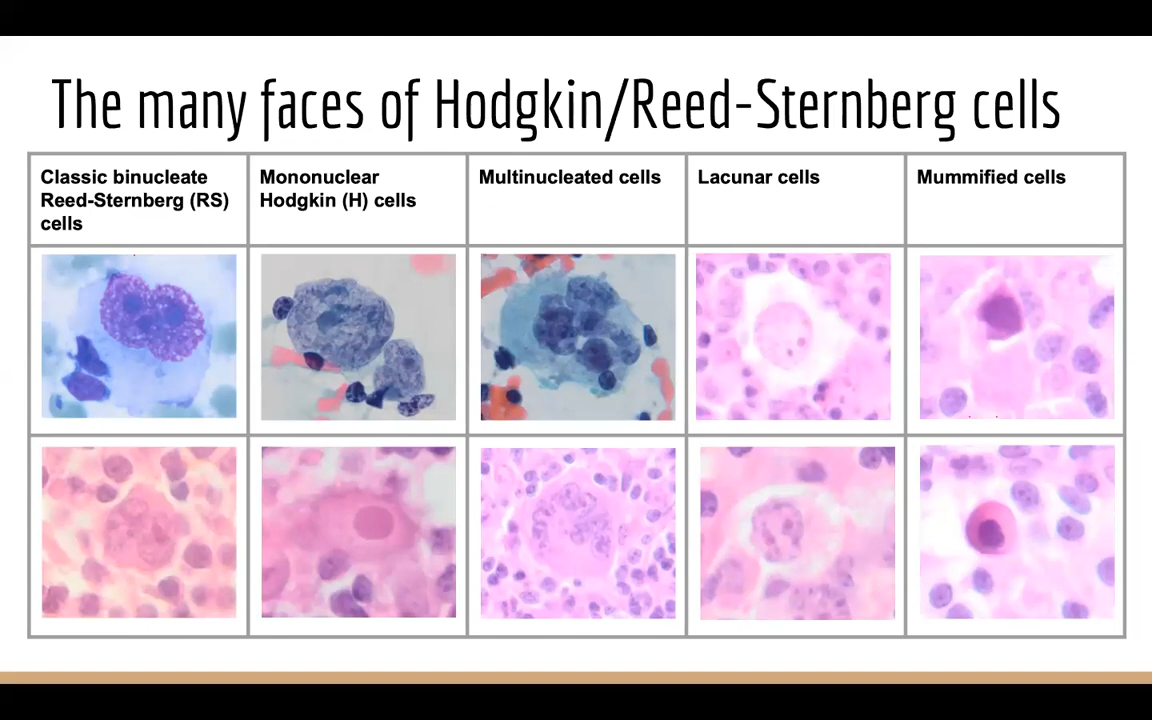 The many faces of Hodgkin/Reed-Sternberg cells
Classic binucleate
Reed-Sternberg (RS)
cells
Mononuclear
Hodgkin (H) cells
Multinucleated cells
Lacunar cells
Mummified cells